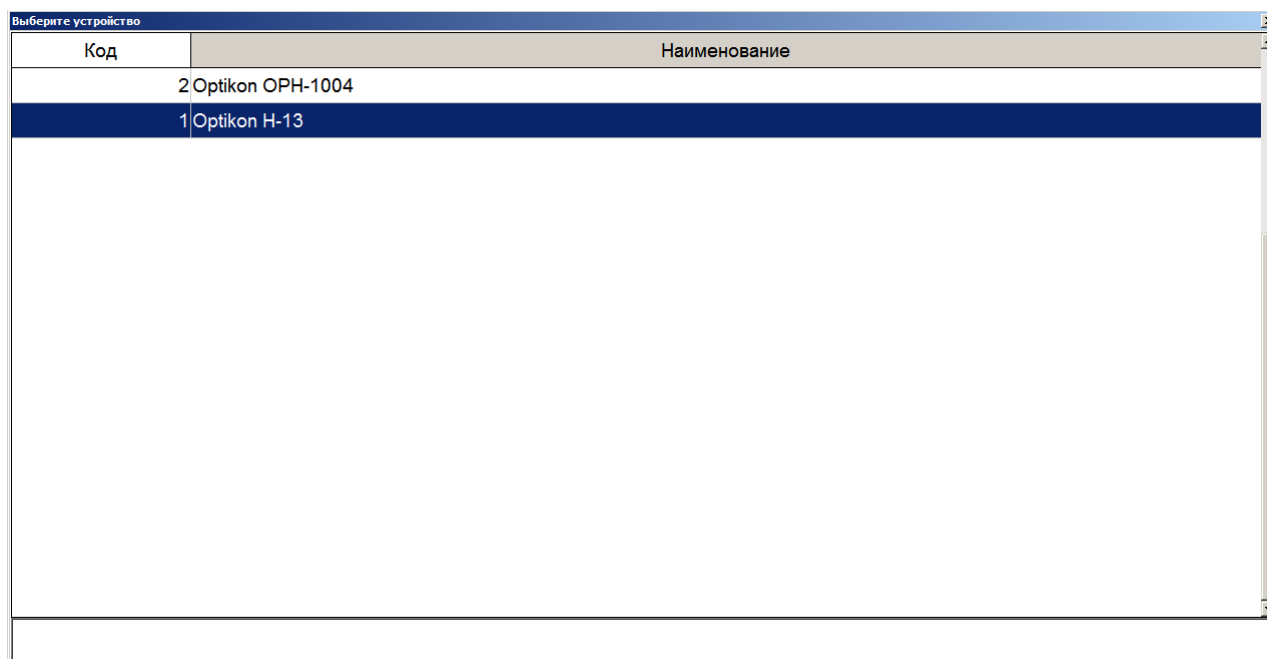 Выберите устройство
Код Наименование
2 Optikon OPH-1004
1 Optikon H-13